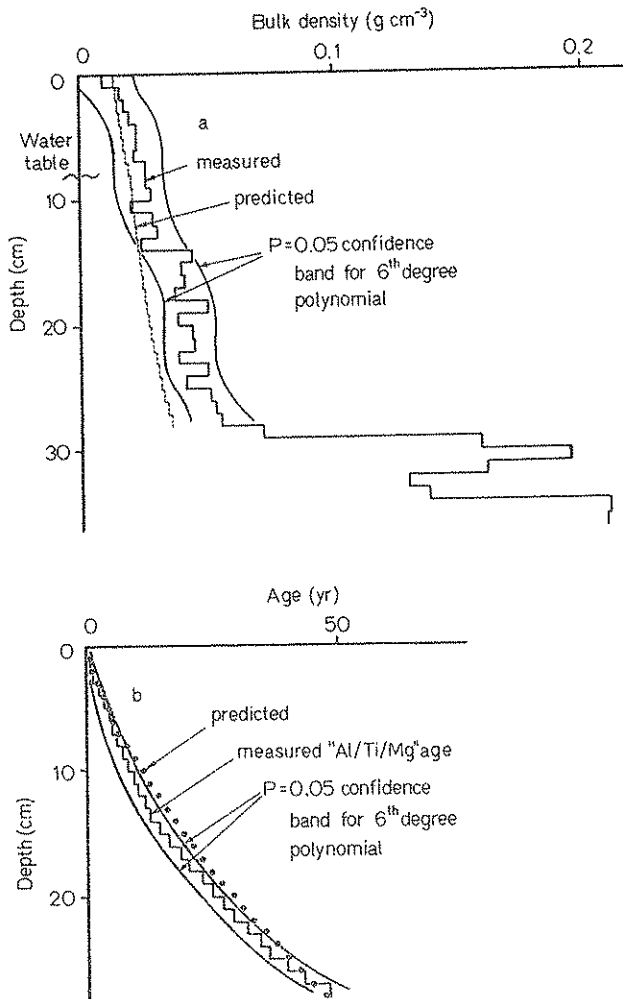 Bulk density (g cm⁻³)
0 0.1 0.2
0
Water
table
10
20
30
Depth (cm)
a
measured
predicted
P=0.05 confidence
band for 6th degree
polynomial
Age (yr)
0 50
0
10
20
Depth (cm)
b
predicted
measured "Al/Ti/Mg" age
P=0.05 confidence
band for 6th degree
polynomial